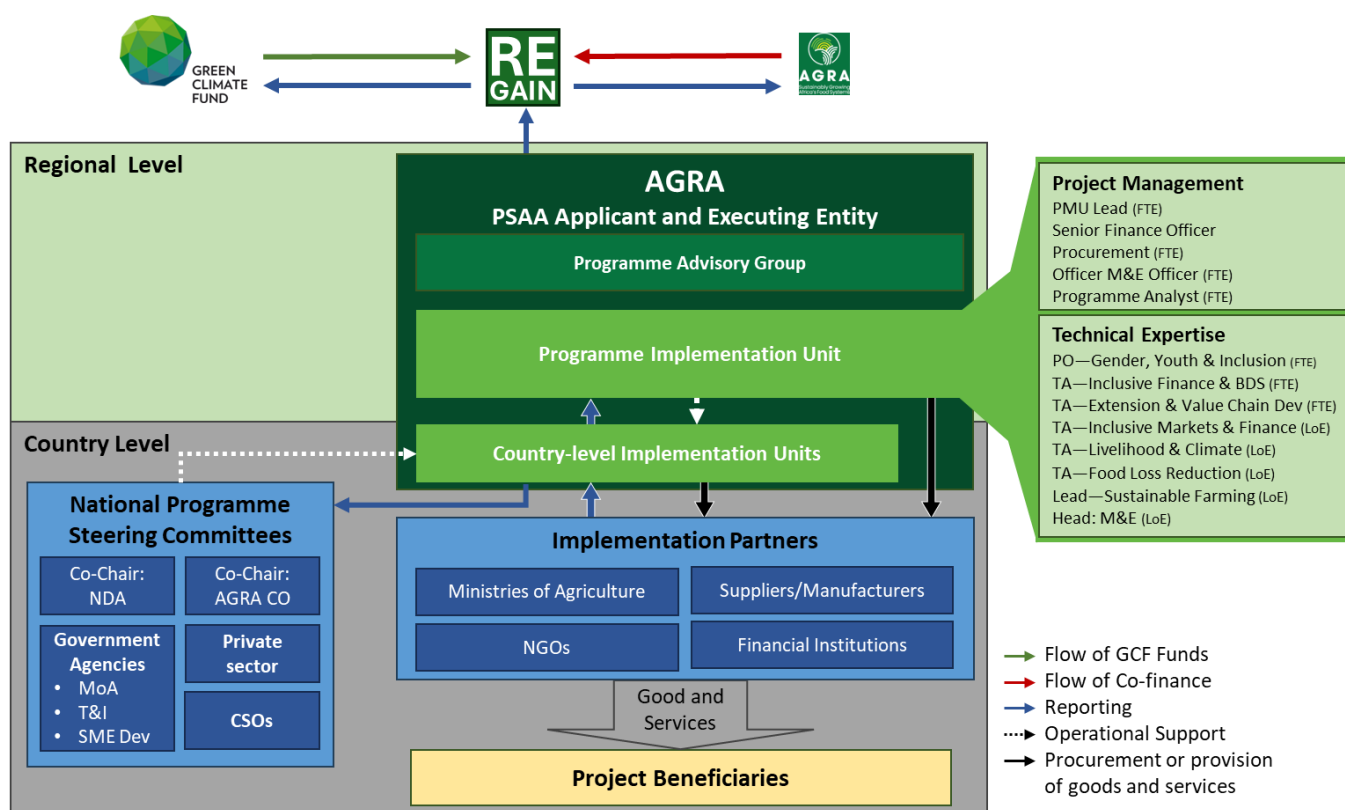 GREEN
CLIMATE
FUND
RE
GAIN
AGRA
Sustainably Growing
Africa's Food Systems
Regional Level
AGRA
PSAA Applicant and Executing Entity
Programme Advisory Group
Programme Implementation Unit
Country Level
Country-level Implementation Units
Project Management
PMU Lead (FTE)
Senior Finance Officer
Procurement (FTE)
Officer M&E Officer (FTE)
Programme Analyst (FTE)
Technical Expertise
PO—Gender, Youth & Inclusion (FTE)
TA—Inclusive Finance & BDS (FTE)
TA—Extension & Value Chain Dev (FTE)
TA—Inclusive Markets & Finance (LoE)
TA—Livelihood & Climate (LoE)
TA—Food Loss Reduction (LoE)
Lead—Sustainable Farming (LoE)
Head: M&E (LoE)
National Programme
Steering Committees
Co-Chair:
NDA
Co-Chair:
AGRA CO
Government
Agencies
• MoA
• T&I
• SME Dev
Private
sector
CSOs
Implementation Partners
Ministries of Agriculture
Suppliers/Manufacturers
NGOs
Financial Institutions
Good and
Services
Project Beneficiaries
Flow of GCF Funds
Flow of Co-finance
Reporting
Operational Support
Procurement or provision
of goods and services